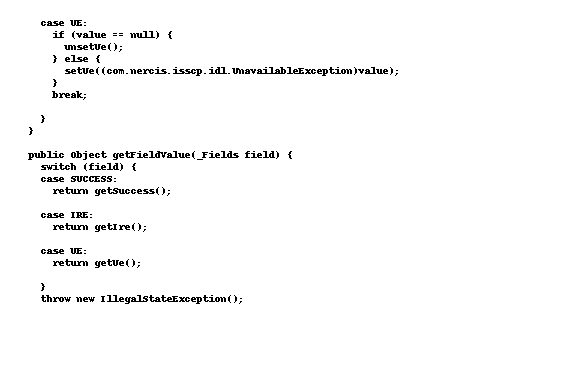 case UE:
if (value == null) {
unsetUe();
} else {
setUe((com.nercis.isscp.idl.UnavailableException)value);
}
break;
}
}
public Object getFieldValue(_Fields field) {
switch (field) {
case SUCCESS:
return getSuccess();
case IRE:
return getIre();
case UE:
return getUe();
}
throw new IllegalStateException();